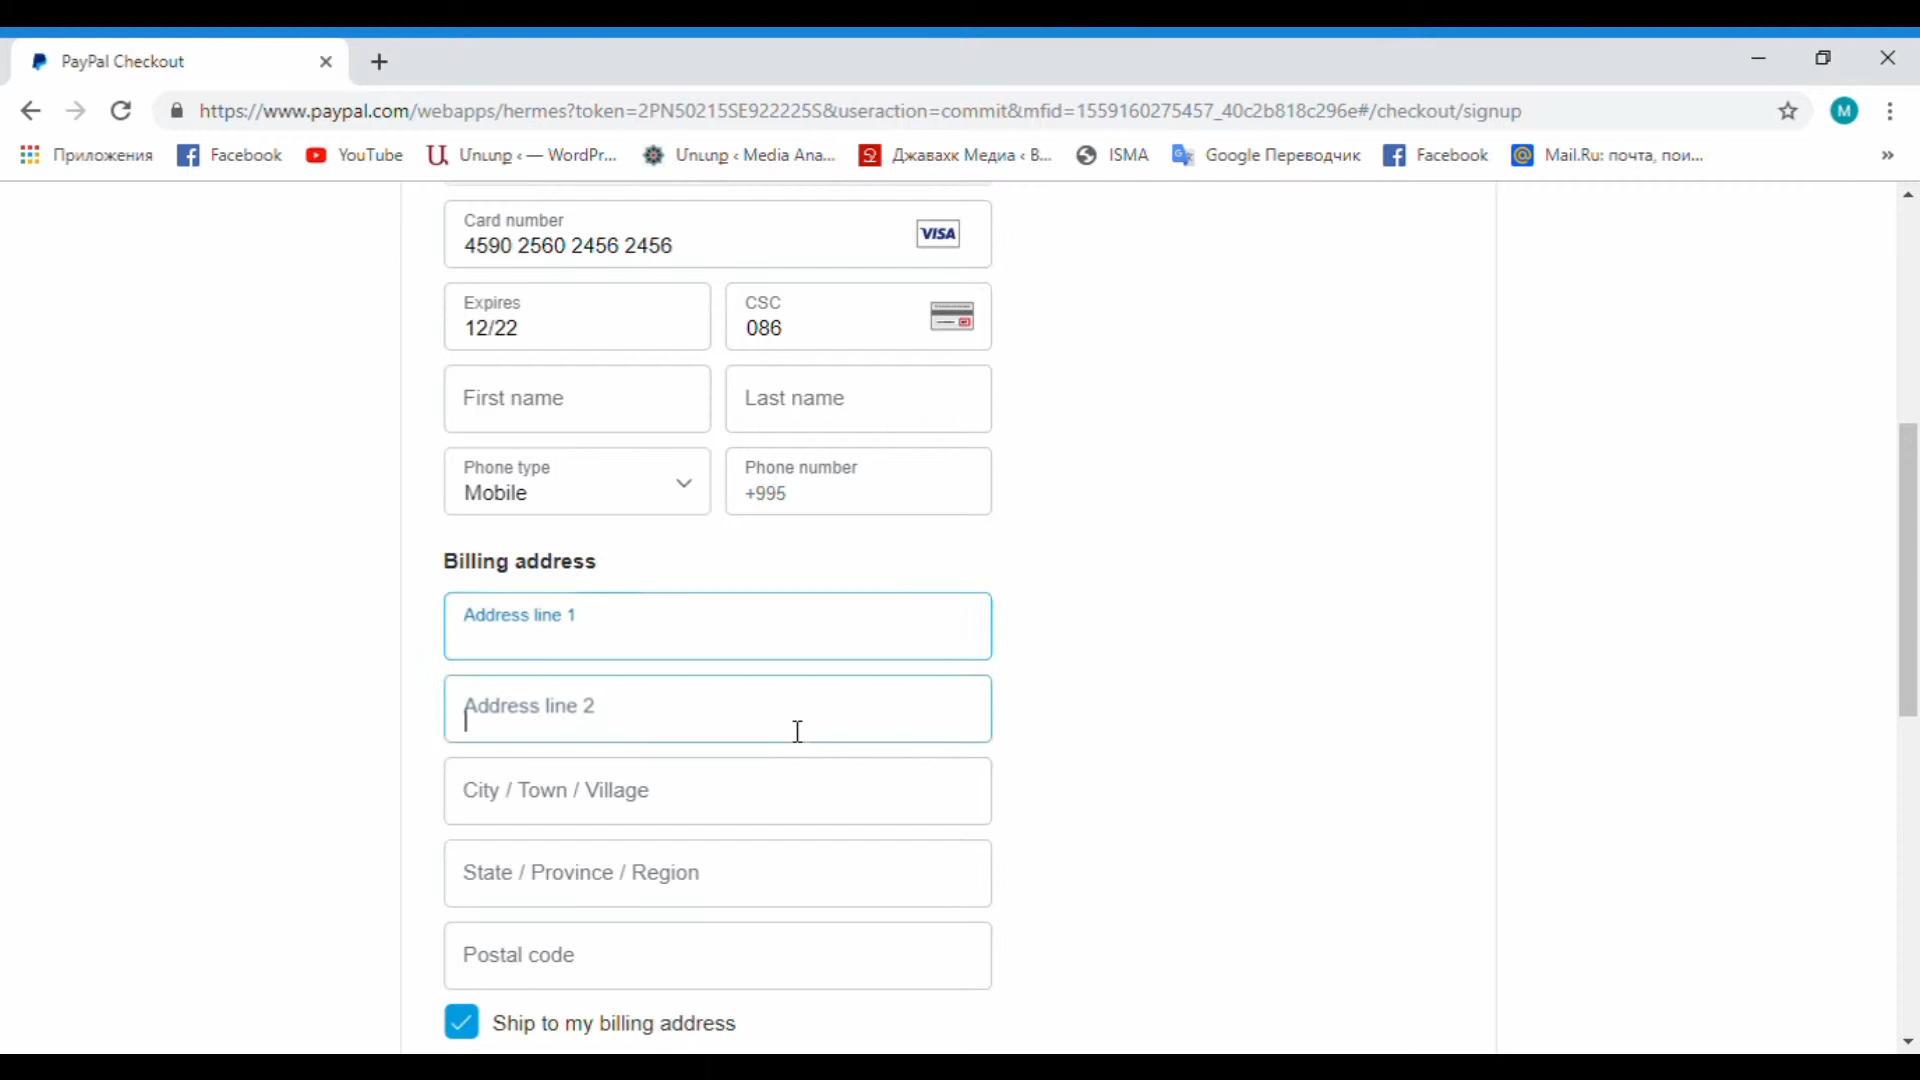 PayPal Checkout
https://www.paypal.com/webapps/hermes?token=2PN50215SE922225S&useraction=commit&mfid=1559160275457_40c2b818c296e#/checkout/signup
M
Приложения Facebook YouTube ‹ — WordPr... ‹ Media Ana... Джавахк Медиа ‹ В... ISMA Google Переводчик Facebook Mail.Ru: почта, пои... »
Card number
4590 2560 2456 2456
VISA
Expires
12/22
CSC
086
First name
Last name
Phone type
Mobile
Phone number
+995
Billing address
Address line 1
Address line 2
City / Town / Village
State / Province / Region
Postal code
Ship to my billing address